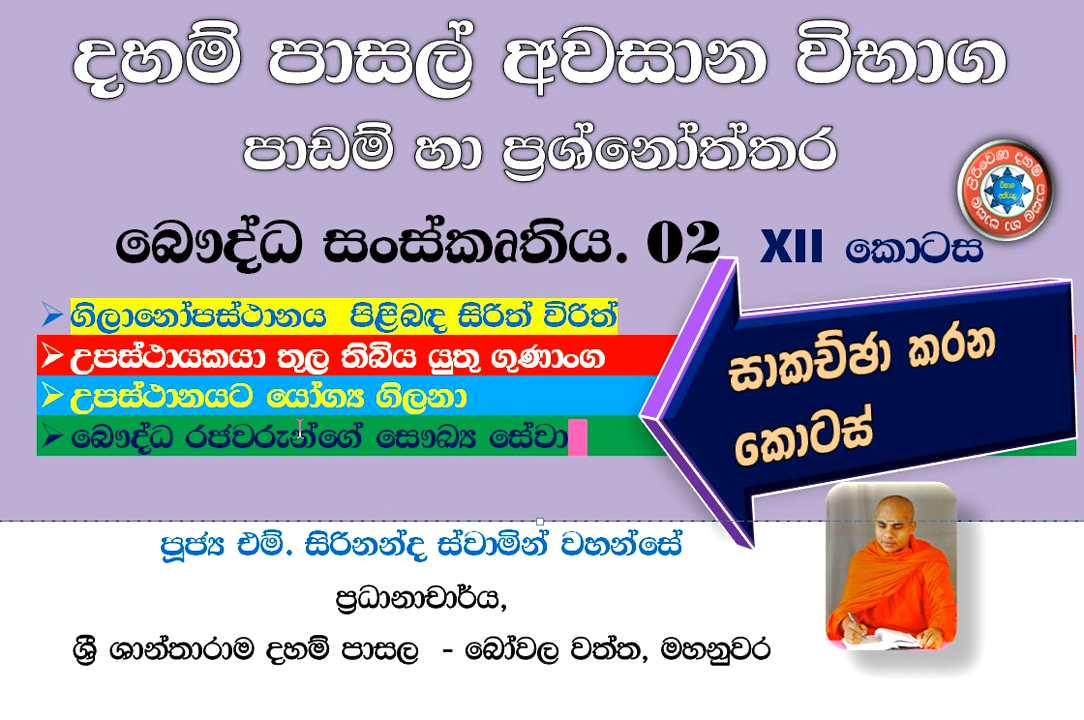 දහම් පාසල් අවසාන විභාග
පාඩම් හා ප්‍රශ්නෝත්තර
බෞද්ධ සංස්කෘතිය. 02 XII කොටස
ගිලානෝපස්ථානය පිළිබඳ සිරිත් විරිත්
උපස්ථායකයා තුල තිබිය යුතු ගුණාංග
උපස්ථානයට යෝග්‍ය ගිලනා
බෞද්ධ රජවරුන්ගේ සෞඛ්‍ය සේවා
සාකච්ඡා කරන
කොටස්
පූජ්‍ය එම්. සිරිනන්ද ස්වාමින් වහන්සේ
ප්‍රධානාචාර්ය,
ශ්‍රී ශාන්තාරාම දහම් පාසල - බෝවල වත්ත, මහනුවර